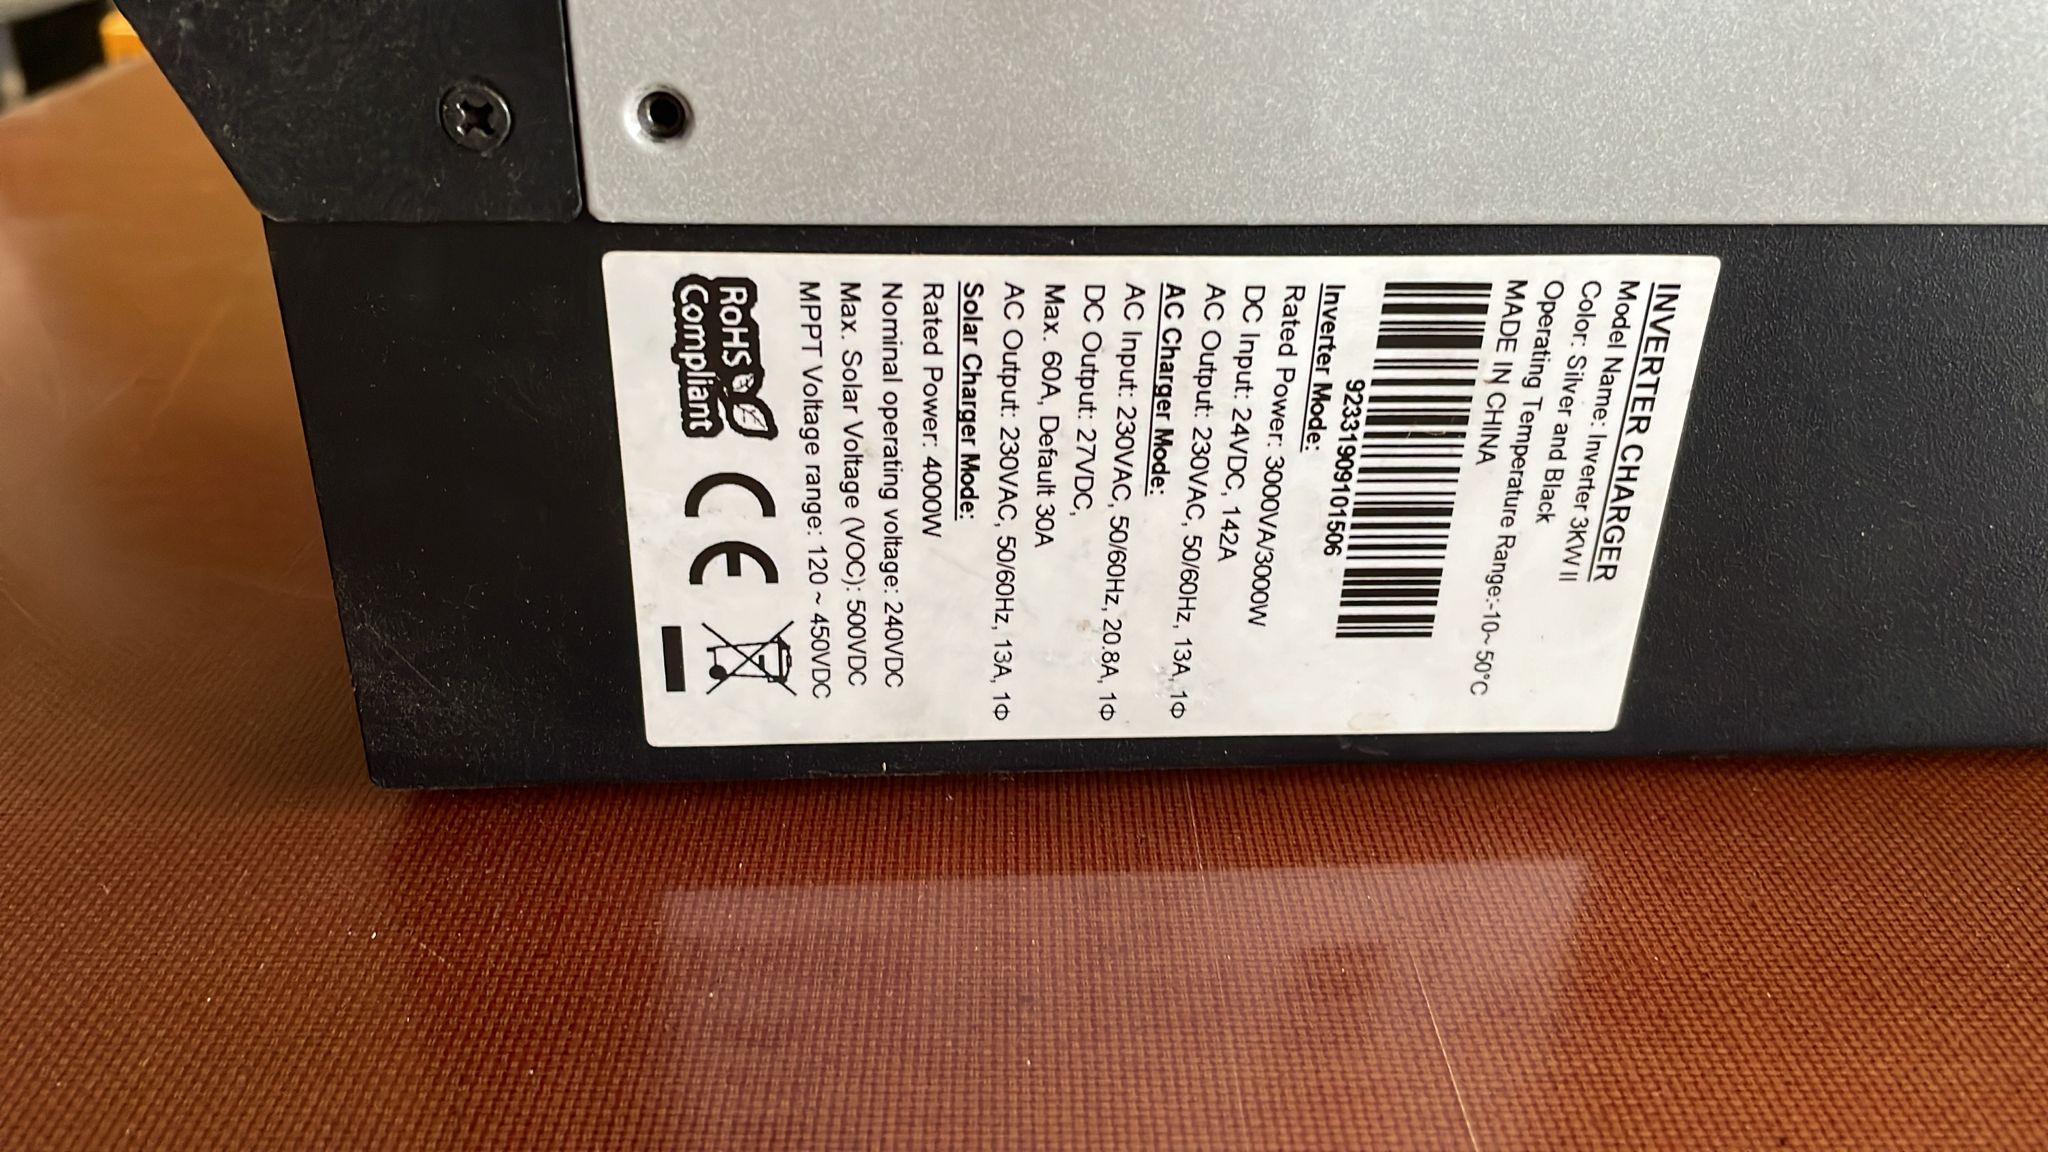 INVERTER CHARGER
Model Name: Inverter 3KW II
Color: Silver and Black
Operating Temperature Range:-10~ 50°C
MADE IN CHINA
92331909101506
Inverter Mode:
Rated Power: 3000VA/3000W
DC Input: 24VDC, 142A
AC Output: 230VAC, 50/60Hz, 13A, 1Φ
AC Charger Mode:
AC Input: 230VAC, 50/60Hz, 20.8A, 1Φ
DC Output: 27VDC,
Max. 60A, Default 30A
AC Output: 230VAC, 50/60Hz, 13A, 1Φ
Solar Charger Mode:
Rated Power: 4000W
Nominal operating voltage: 240VDC
Max. Solar Voltage (VOC): 500VDC
MPPT Voltage range: 120 ~ 450VDC
RoHS
Compliant
CE